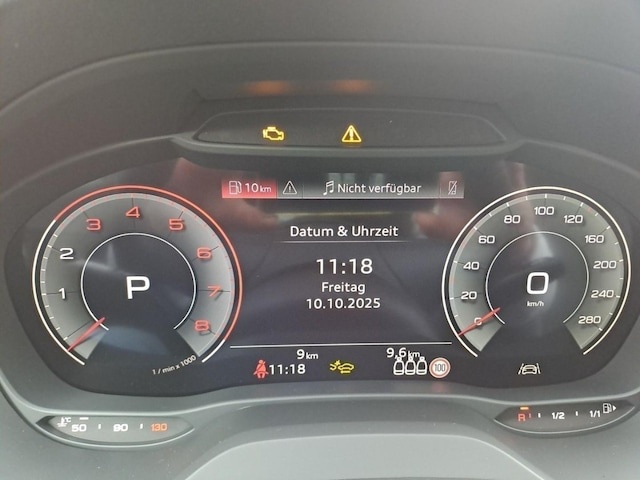 10 km
Nicht verfügbar
Datum & Uhrzeit
11:18
Freitag
10.10.2025
1 2 3 4 5 6 7 8
P
1 / min x 1000
0 20 40 60 80 100 120 160 200 240 280
0
km/h
9 km
9,6 km
11:18
100
°C 50 90 130
R 1/2 1/1